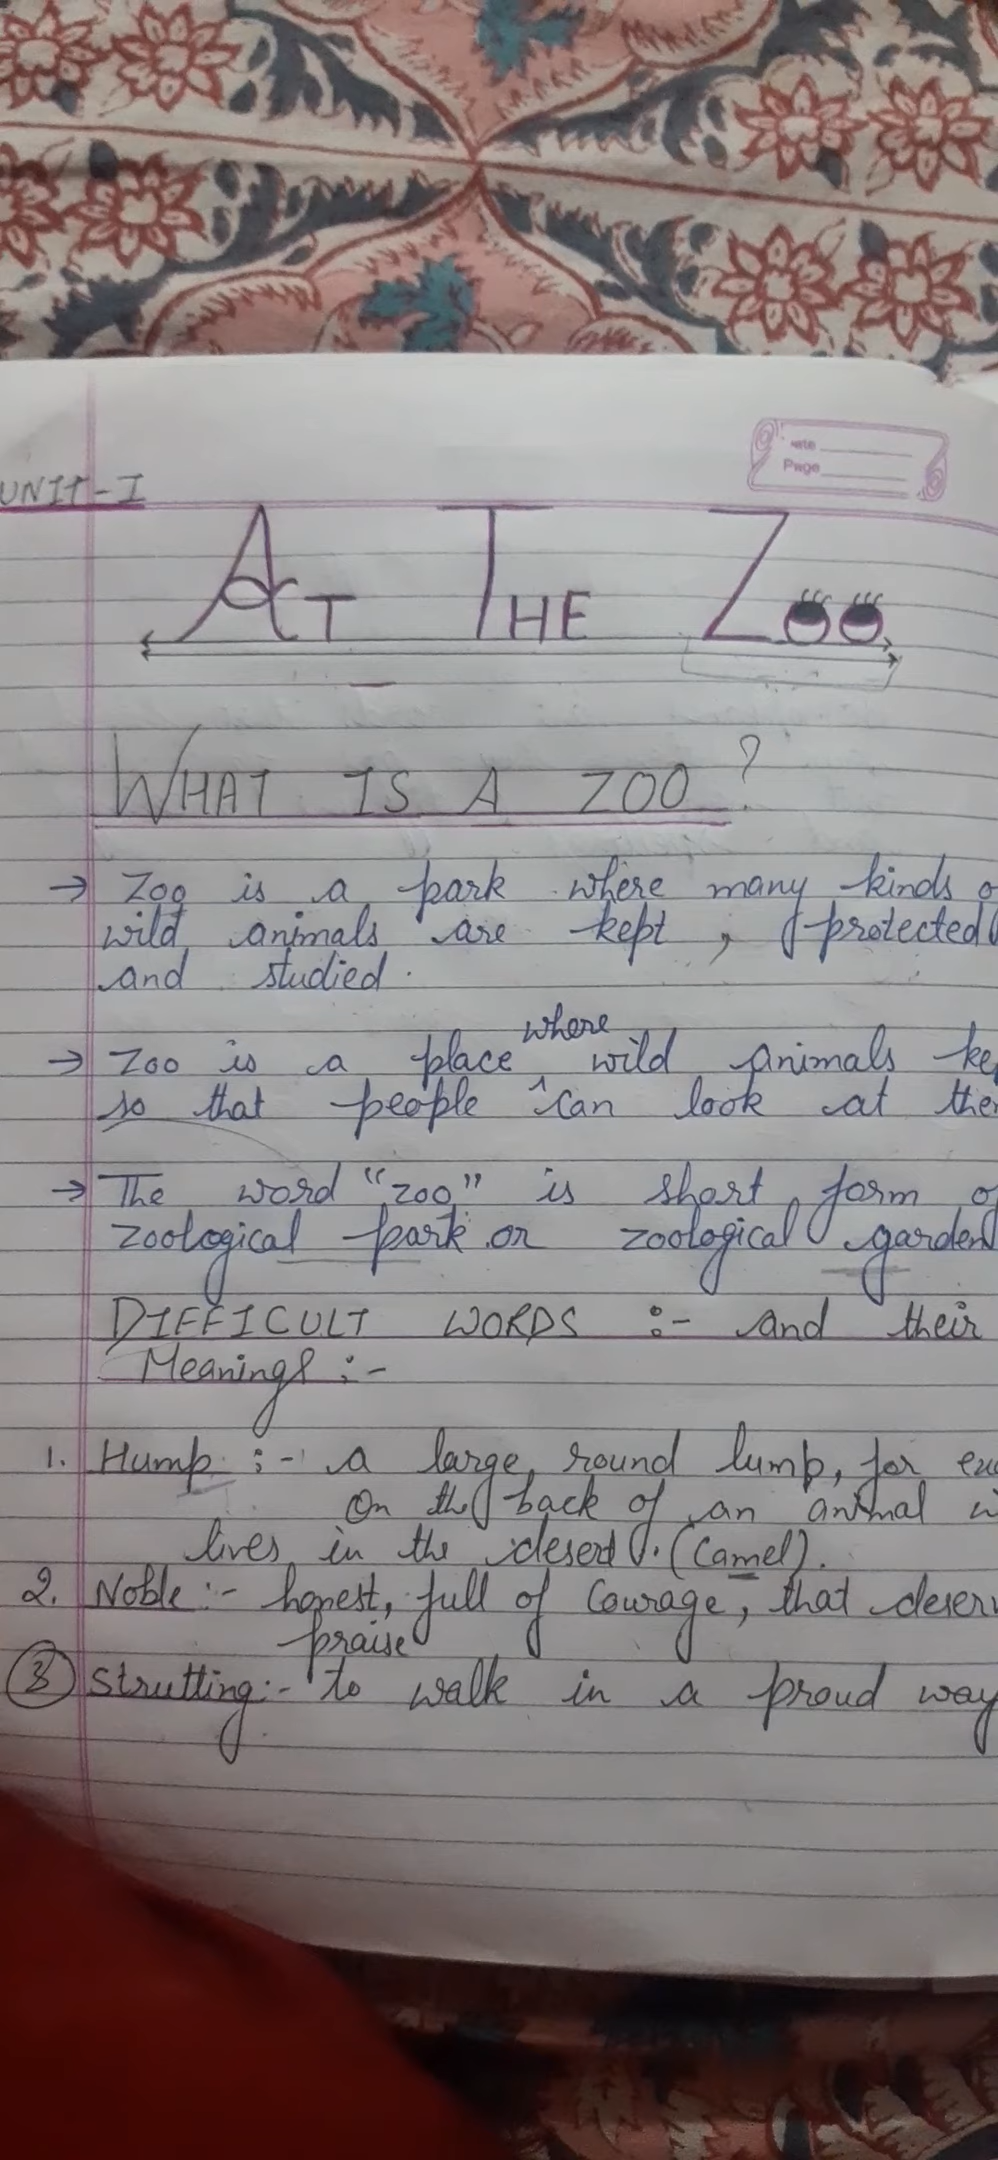 Page
UNIT-I
AT THE ZOO
WHAT IS A ZOO ?
→ Zoo is a park where many kinds
wild animals are kept, protected
and studied.
where
→ Zoo is a place ^ wild animals
so that people can look at
→ The word "zoo" is short form
zoological park or zoological garden
DIFFICULT WORDS :- and their
Meanings :-
1. Hump :- a large, round lump, for
on the back of an animal
lives in the desert. (Camel).
2. Noble :- honest, full of Courage, that
praise
3 Strutting :- to walk in a proud way